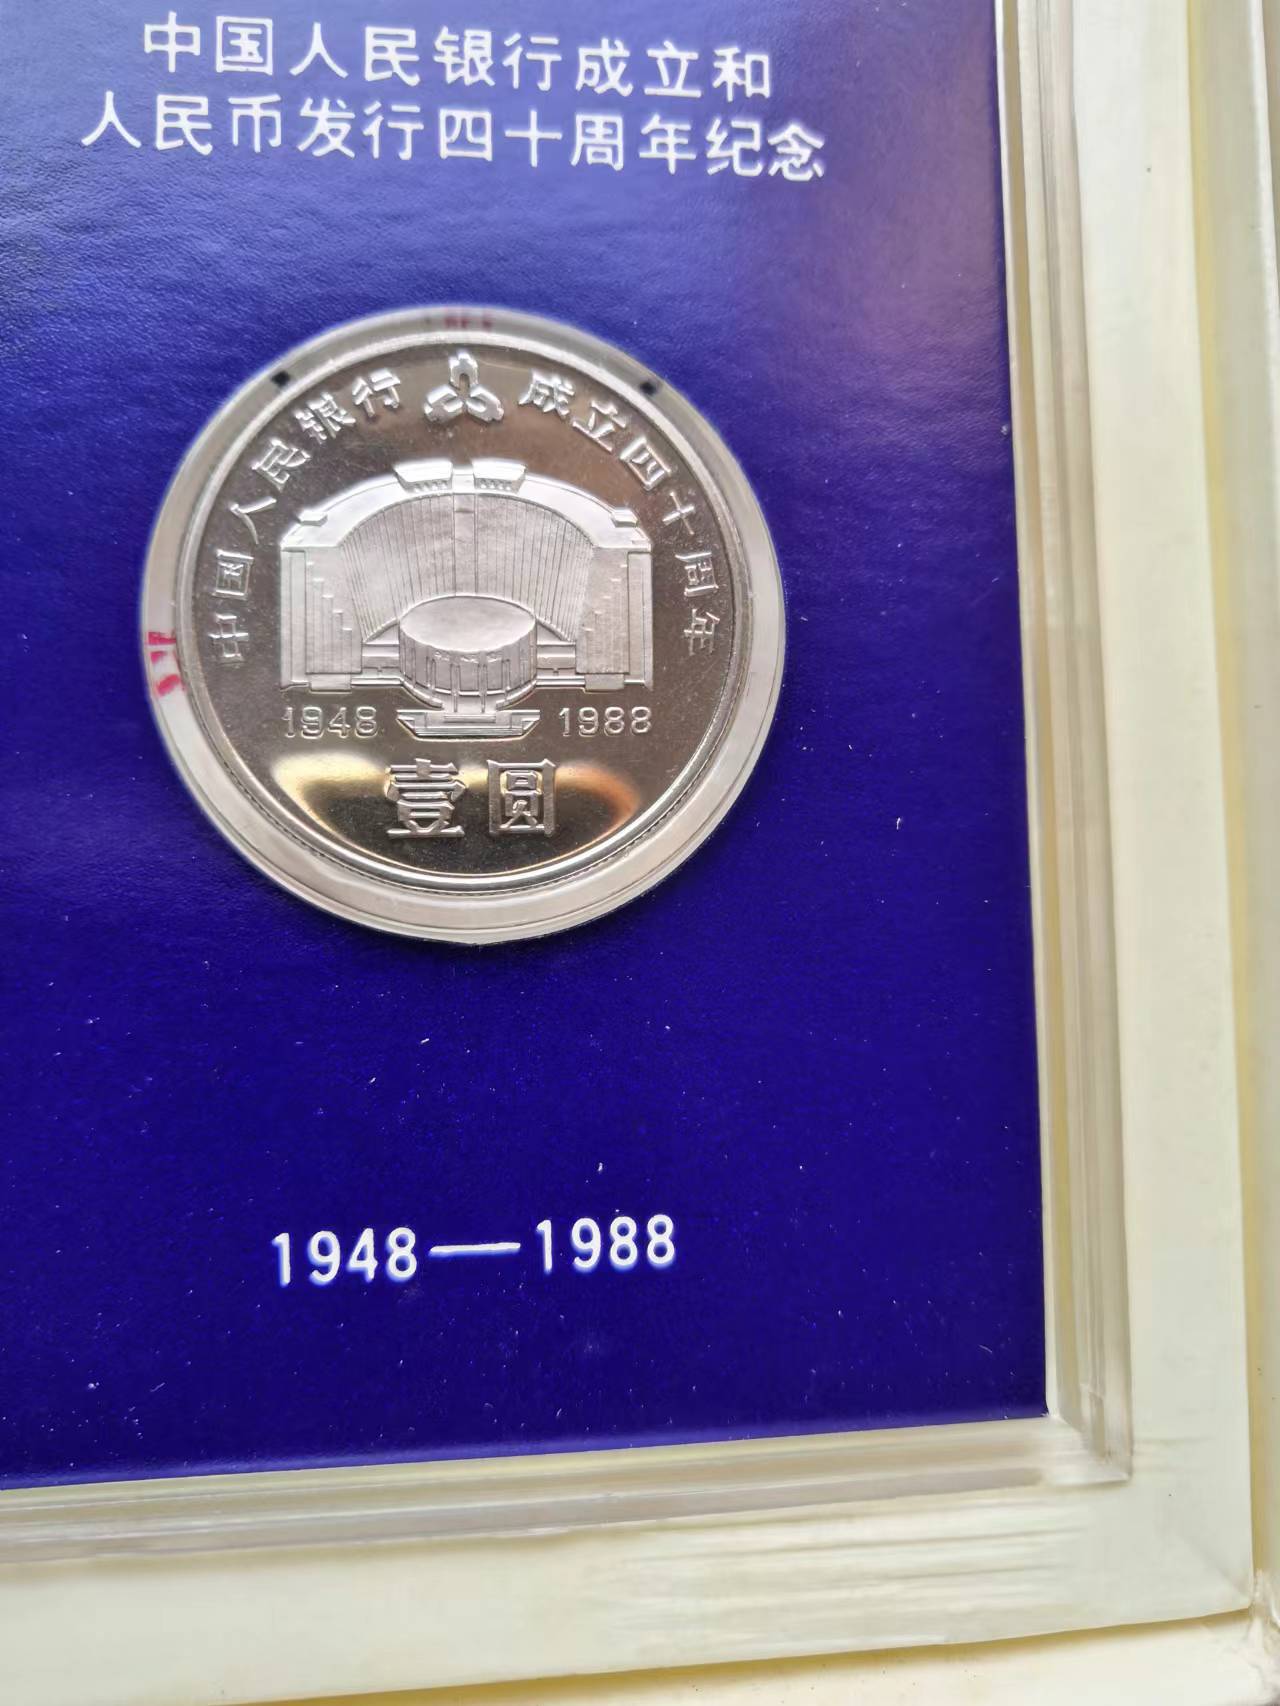 中国人民银行成立和
人民币发行四十周年纪念
中国人民银行 成立四十周年
1948 1988
壹圆
1948—1988